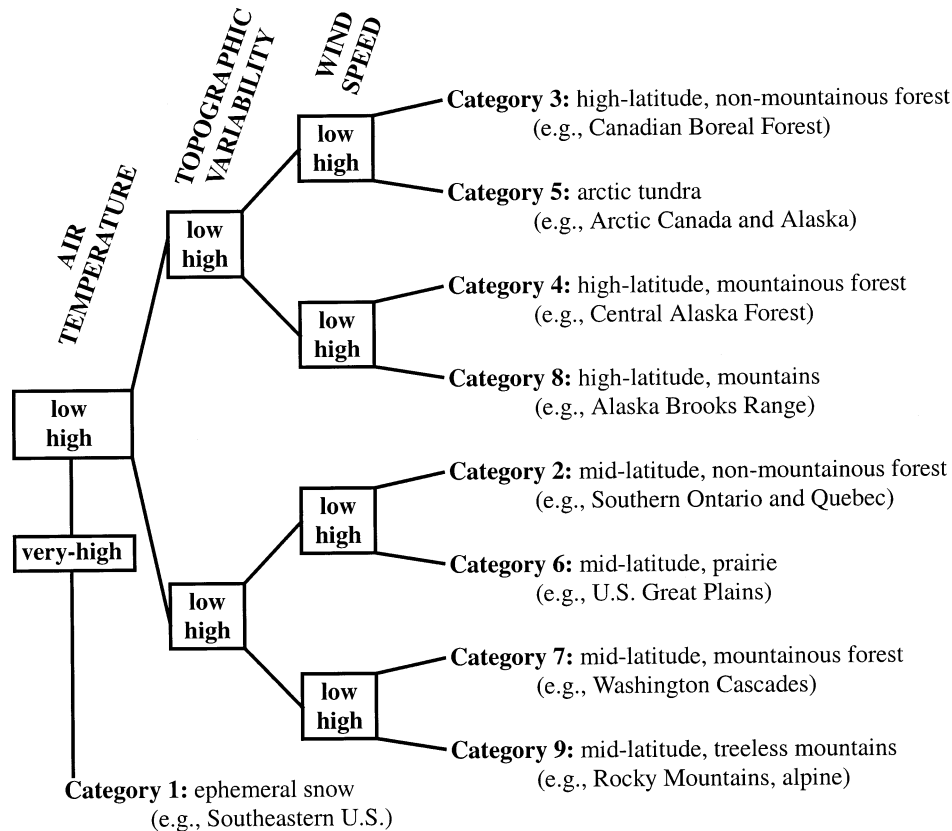 AIR
TEMPERATURE
TOPOGRAPHIC
VARIABILITY
WIND
SPEED
low
high
very-high
low
high
low
high
low
high
low
high
low
high
low
high
Category 3: high-latitude, non-mountainous forest
(e.g., Canadian Boreal Forest)
Category 5: arctic tundra
(e.g., Arctic Canada and Alaska)
Category 4: high-latitude, mountainous forest
(e.g., Central Alaska Forest)
Category 8: high-latitude, mountains
(e.g., Alaska Brooks Range)
Category 2: mid-latitude, non-mountainous forest
(e.g., Southern Ontario and Quebec)
Category 6: mid-latitude, prairie
(e.g., U.S. Great Plains)
Category 7: mid-latitude, mountainous forest
(e.g., Washington Cascades)
Category 9: mid-latitude, treeless mountains
(e.g., Rocky Mountains, alpine)
Category 1: ephemeral snow
(e.g., Southeastern U.S.)